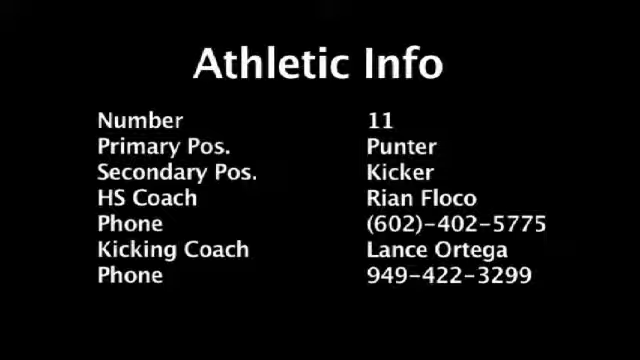 Athletic Info
Number 11
Primary Pos. Punter
Secondary Pos. Kicker
HS Coach Rian Floco
Phone (602)-402-5775
Kicking Coach Lance Ortega
Phone 949-422-3299